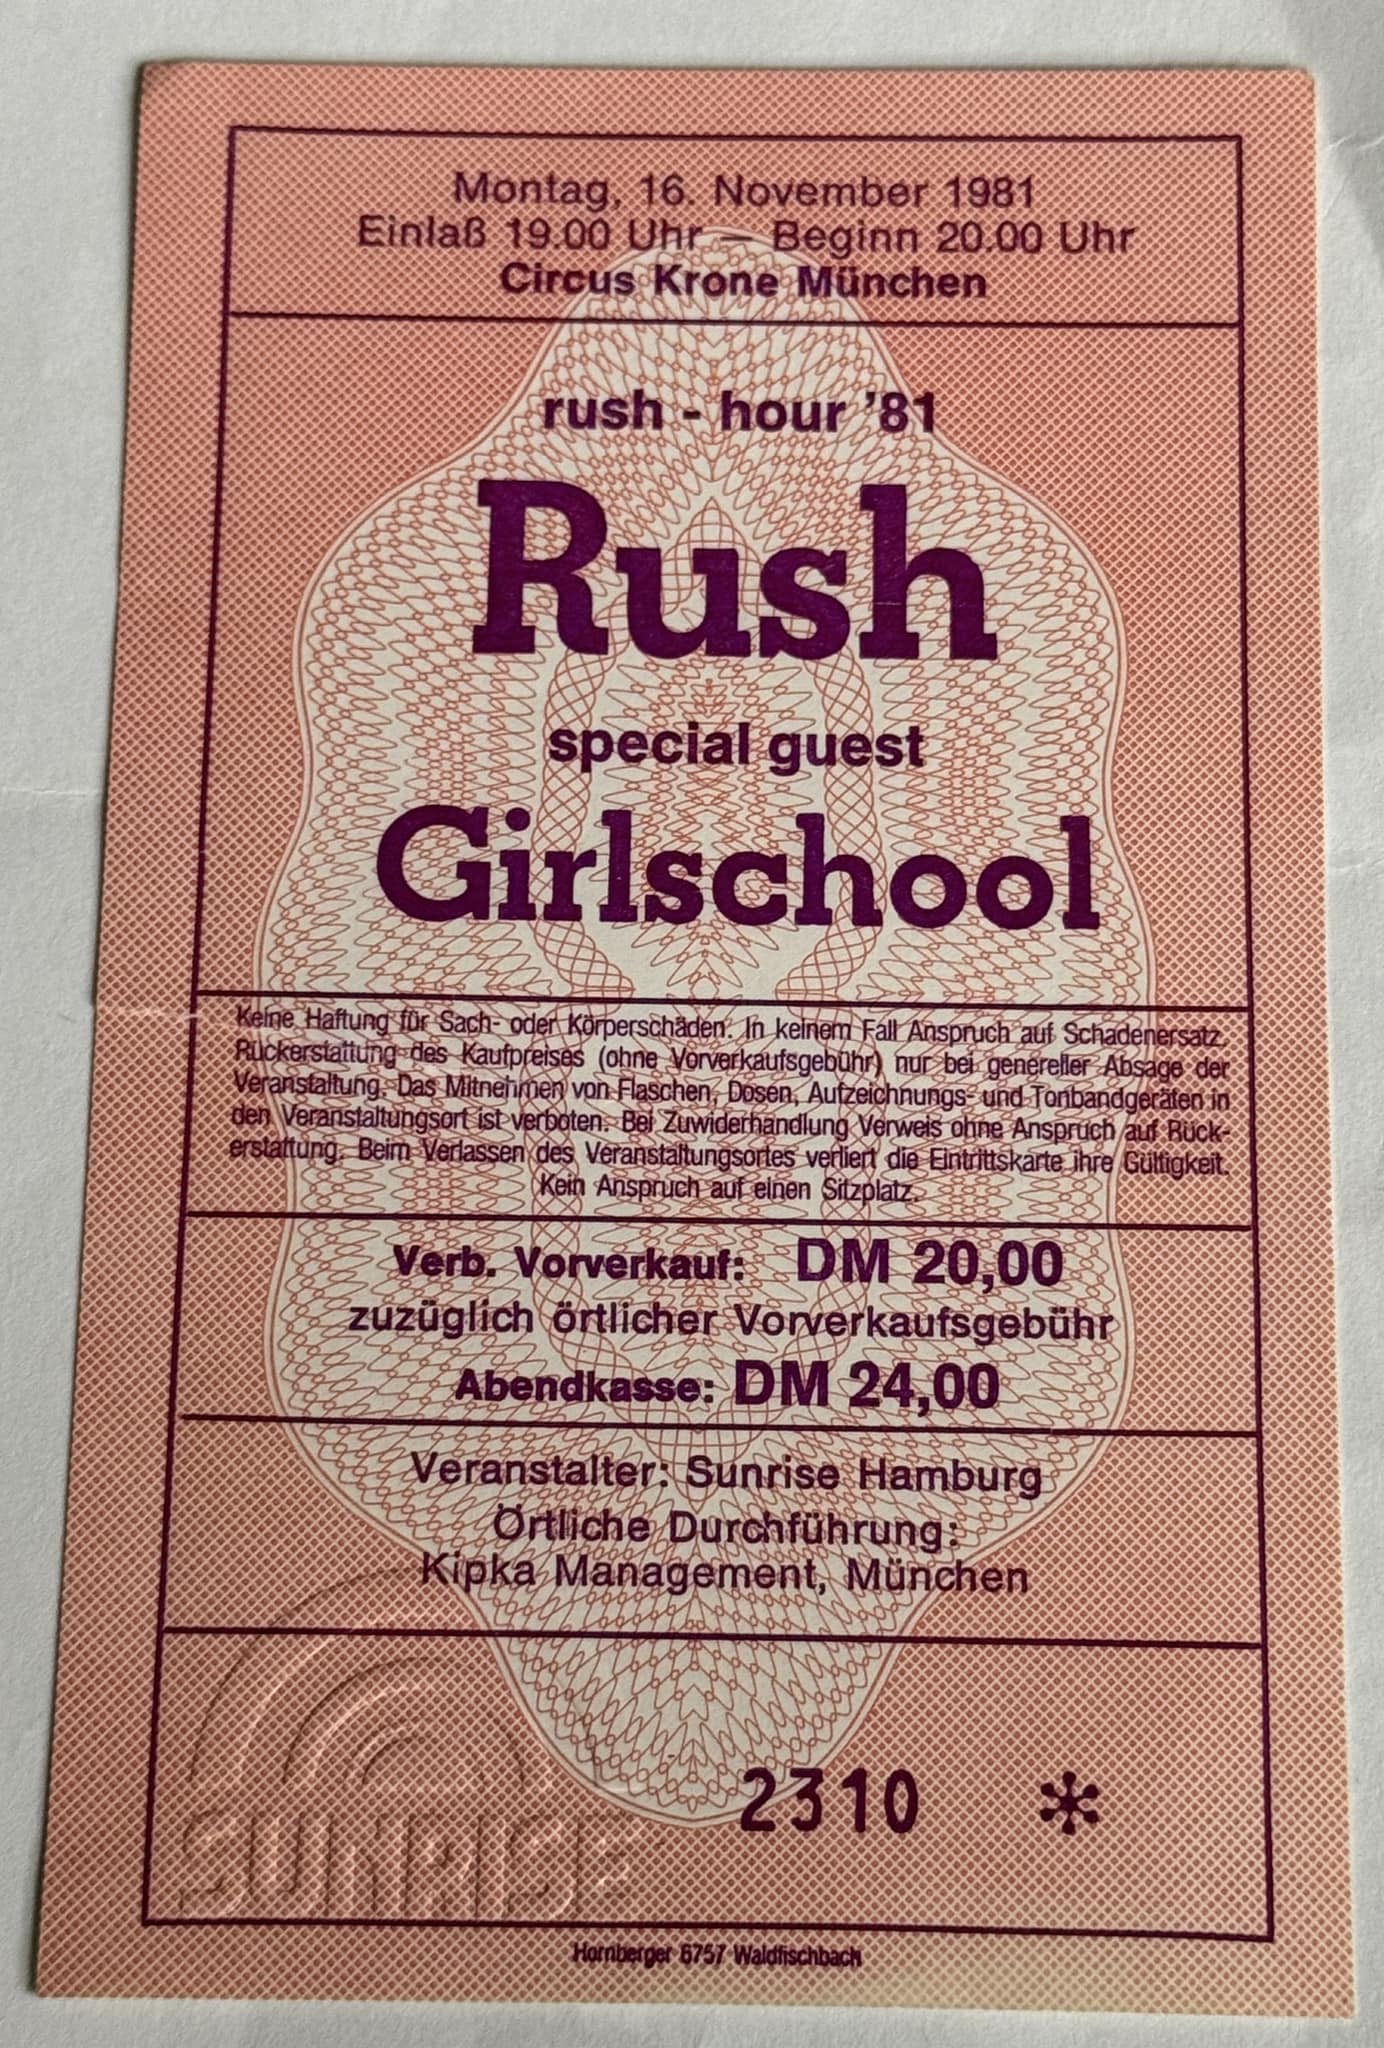 Montag, 16. November 1981
Einlaß 19.00 Uhr — Beginn 20.00 Uhr
Circus Krone München
rush - hour ’81
Rush
special guest
Girlschool
Keine Haftung für Sach- oder Körperschäden. In keinem Fall Anspruch auf Schadenersatz.
Rückerstattung des Kaufpreises (ohne Vorverkaufsgebühr) nur bei genereller Absage der
Veranstaltung. Das Mitnehmen von Flaschen, Dosen, Aufzeichnungs- und Tonbandgeräten in
den Veranstaltungsort ist verboten. Bei Zuwiderhandlung Verweis ohne Anspruch auf Rück-
erstattung. Beim Verlassen des Veranstaltungsortes verliert die Eintrittskarte ihre Gültigkeit.
Kein Anspruch auf einen Sitzplatz.
Verb. Vorverkauf: DM 20,00
zuzüglich örtlicher Vorverkaufsgebühr
Abendkasse: DM 24,00
Veranstalter: Sunrise Hamburg
Örtliche Durchführung:
Kipka Management, München
2310 *
SUNRISE
Hornberger 6757 Waldfischbach